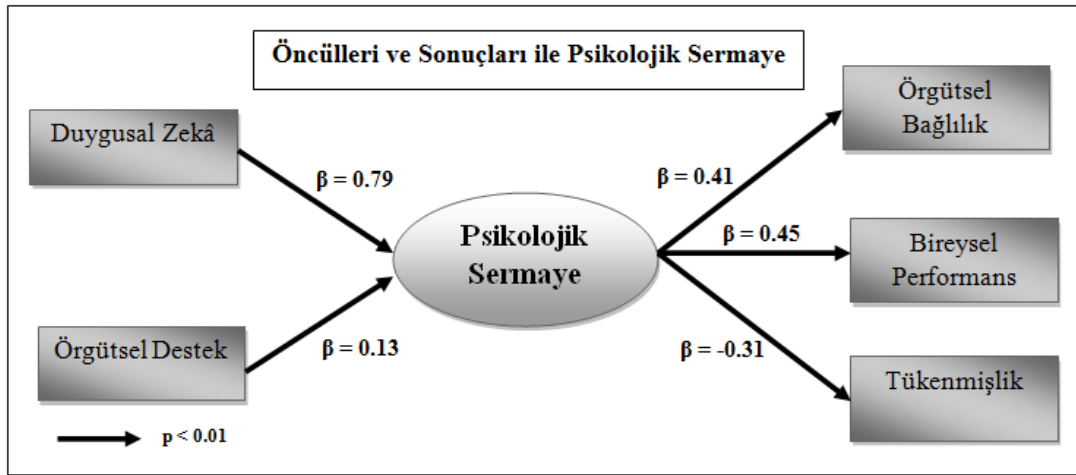 Öncülleri ve Sonuçları ile Psikolojik Sermaye
Duygusal Zekâ
β = 0.79
Örgütsel Destek
β = 0.13
Psikolojik
Sermaye
β = 0.41
Örgütsel
Bağlılık
β = 0.45
Bireysel
Performans
β = -0.31
Tükenmişlik
p < 0.01